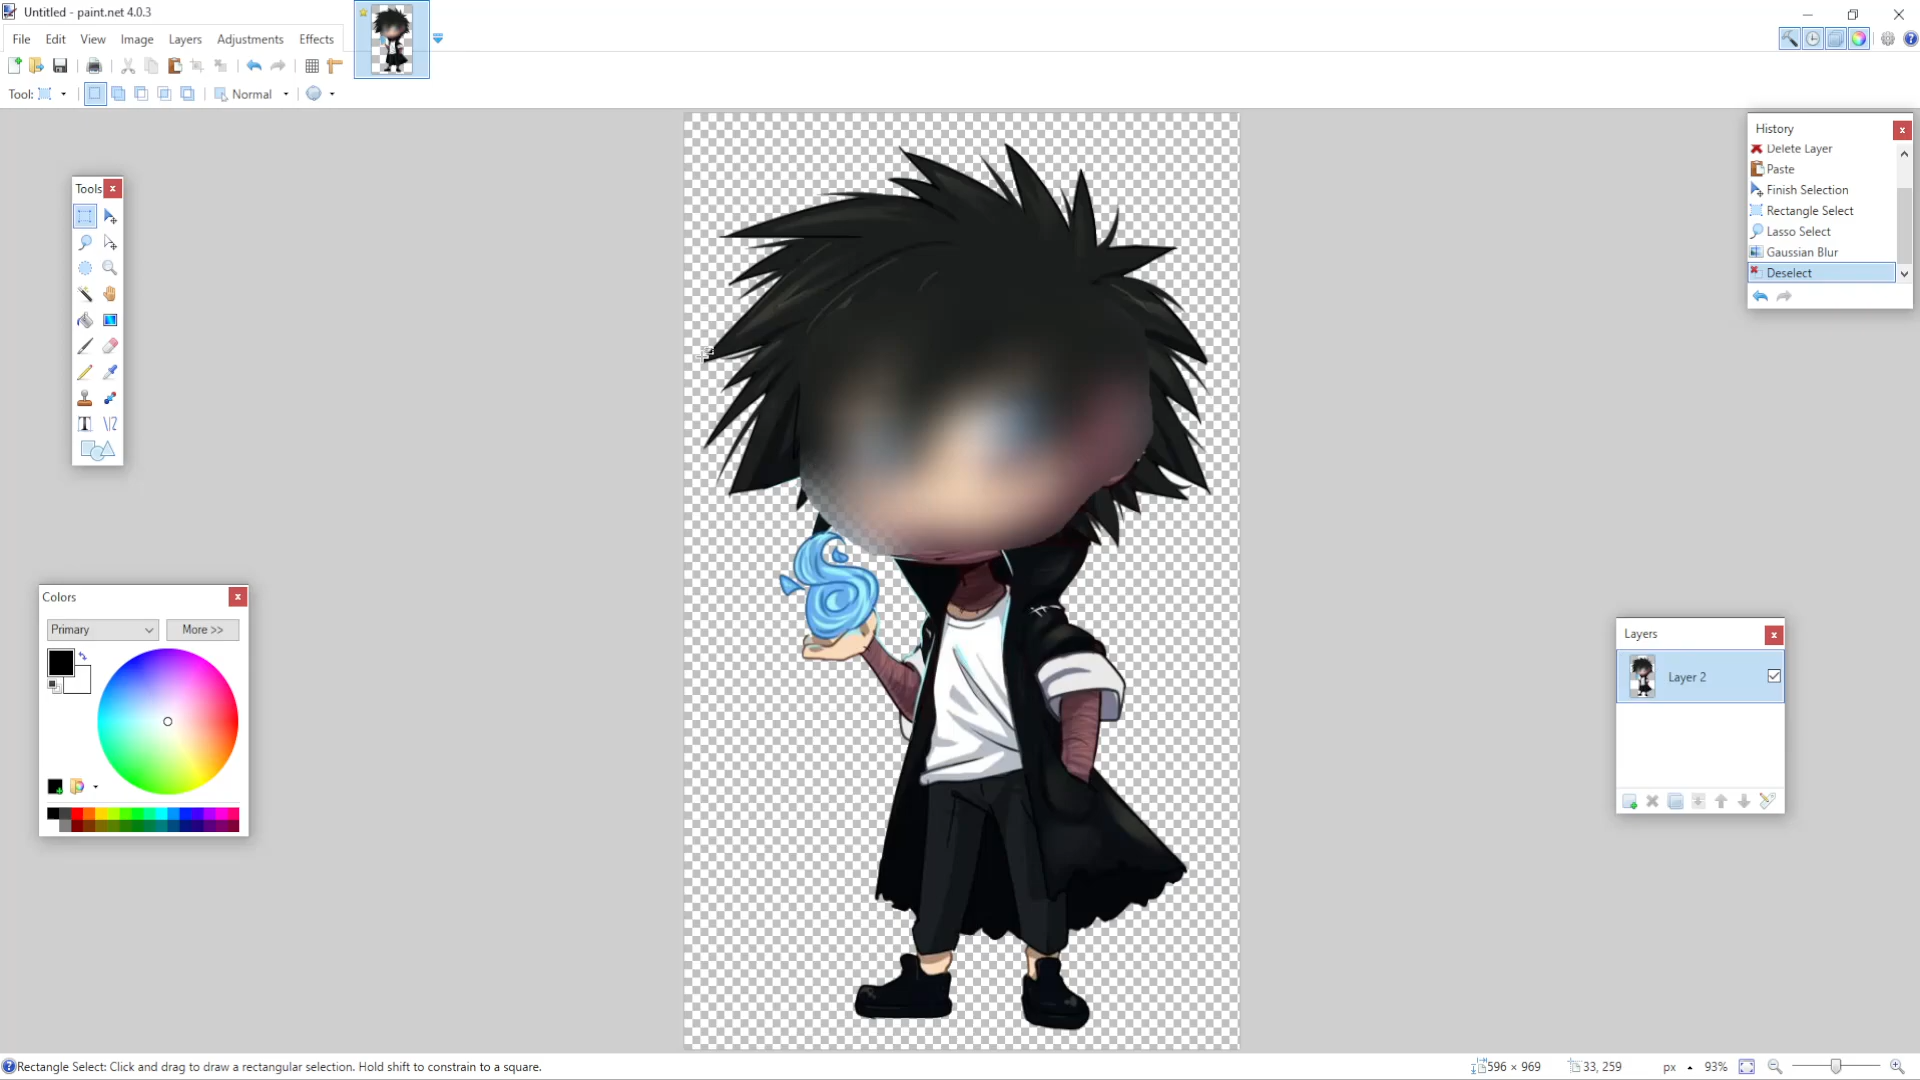 Untitled - paint.net 4.0.3
File Edit View Image Layers Adjustments Effects
Tool: Normal
Tools
History
Delete Layer
Paste
Finish Selection
Rectangle Select
Lasso Select
Gaussian Blur
Deselect
Colors
Primary More >>
Layers
Layer 2
Rectangle Select: Click and drag to draw a rectangular selection. Hold shift to constrain to a square. 596 × 969 33, 259 px 93%